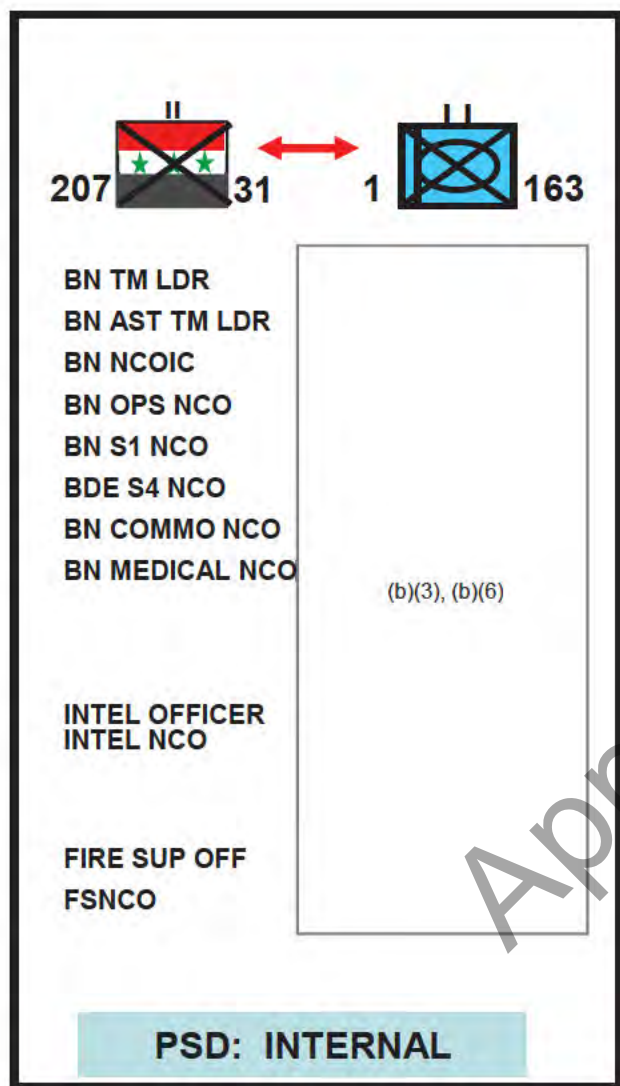 II II
207 31 1 163
BN TM LDR
BN AST TM LDR
BN NCOIC
BN OPS NCO
BN S1 NCO
BDE S4 NCO
BN COMMO NCO
BN MEDICAL NCO
(b)(3), (b)(6)
INTEL OFFICER
INTEL NCO
FIRE SUP OFF
FSNCO
App
PSD: INTERNAL